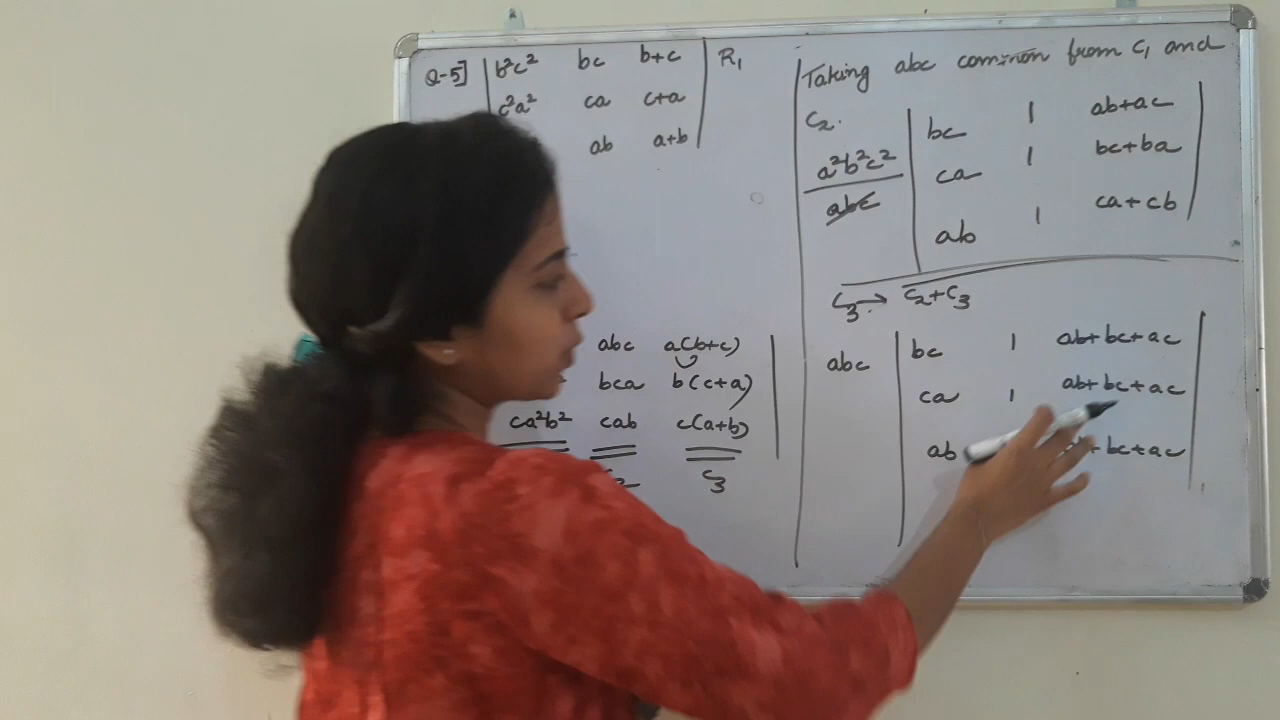 Q-5] b²c² bc b+c R₁
c²a² ca c+a
ab a+b
abc a(b+c)
bca b(c+a)
ca²b² cab c(a+b)
C₃
Taking abc common from C₁ and
C₂.
bc 1 ab+ac
a²b²c² ca 1 bc+ba
abc
ab 1 ca+cb
C₃→ C₂+C₃
abc bc 1 ab+bc+ac
ca 1 ab+bc+ac
ab +bc+ac